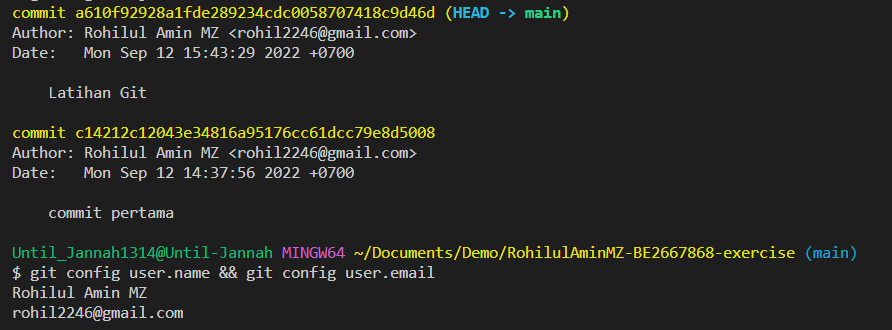 commit a610f92928a1fde289234cdc0058707418c9d46d (HEAD -> main)
Author: Rohilul Amin MZ <rohil2246@gmail.com>
Date:   Mon Sep 12 15:43:29 2022 +0700
    Latihan Git
commit c14212c12043e34816a95176cc61dcc79e8d5008
Author: Rohilul Amin MZ <rohil2246@gmail.com>
Date:   Mon Sep 12 14:37:56 2022 +0700
    commit pertama
Until_Jannah1314@Until-Jannah MINGW64 ~/Documents/Demo/RohilulAminMZ-BE2667868-exercise (main)
$ git config user.name && git config user.email
Rohilul Amin MZ
rohil2246@gmail.com